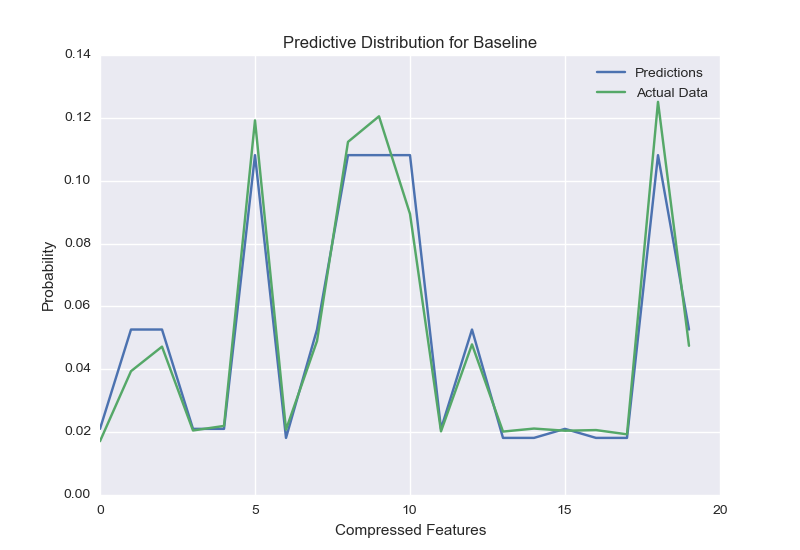 Predictive Distribution for Baseline
0.14
0.12
0.10
0.08
0.06
0.04
0.02
0.00
Probability
Predictions
Actual Data
0 5 10 15 20
Compressed Features